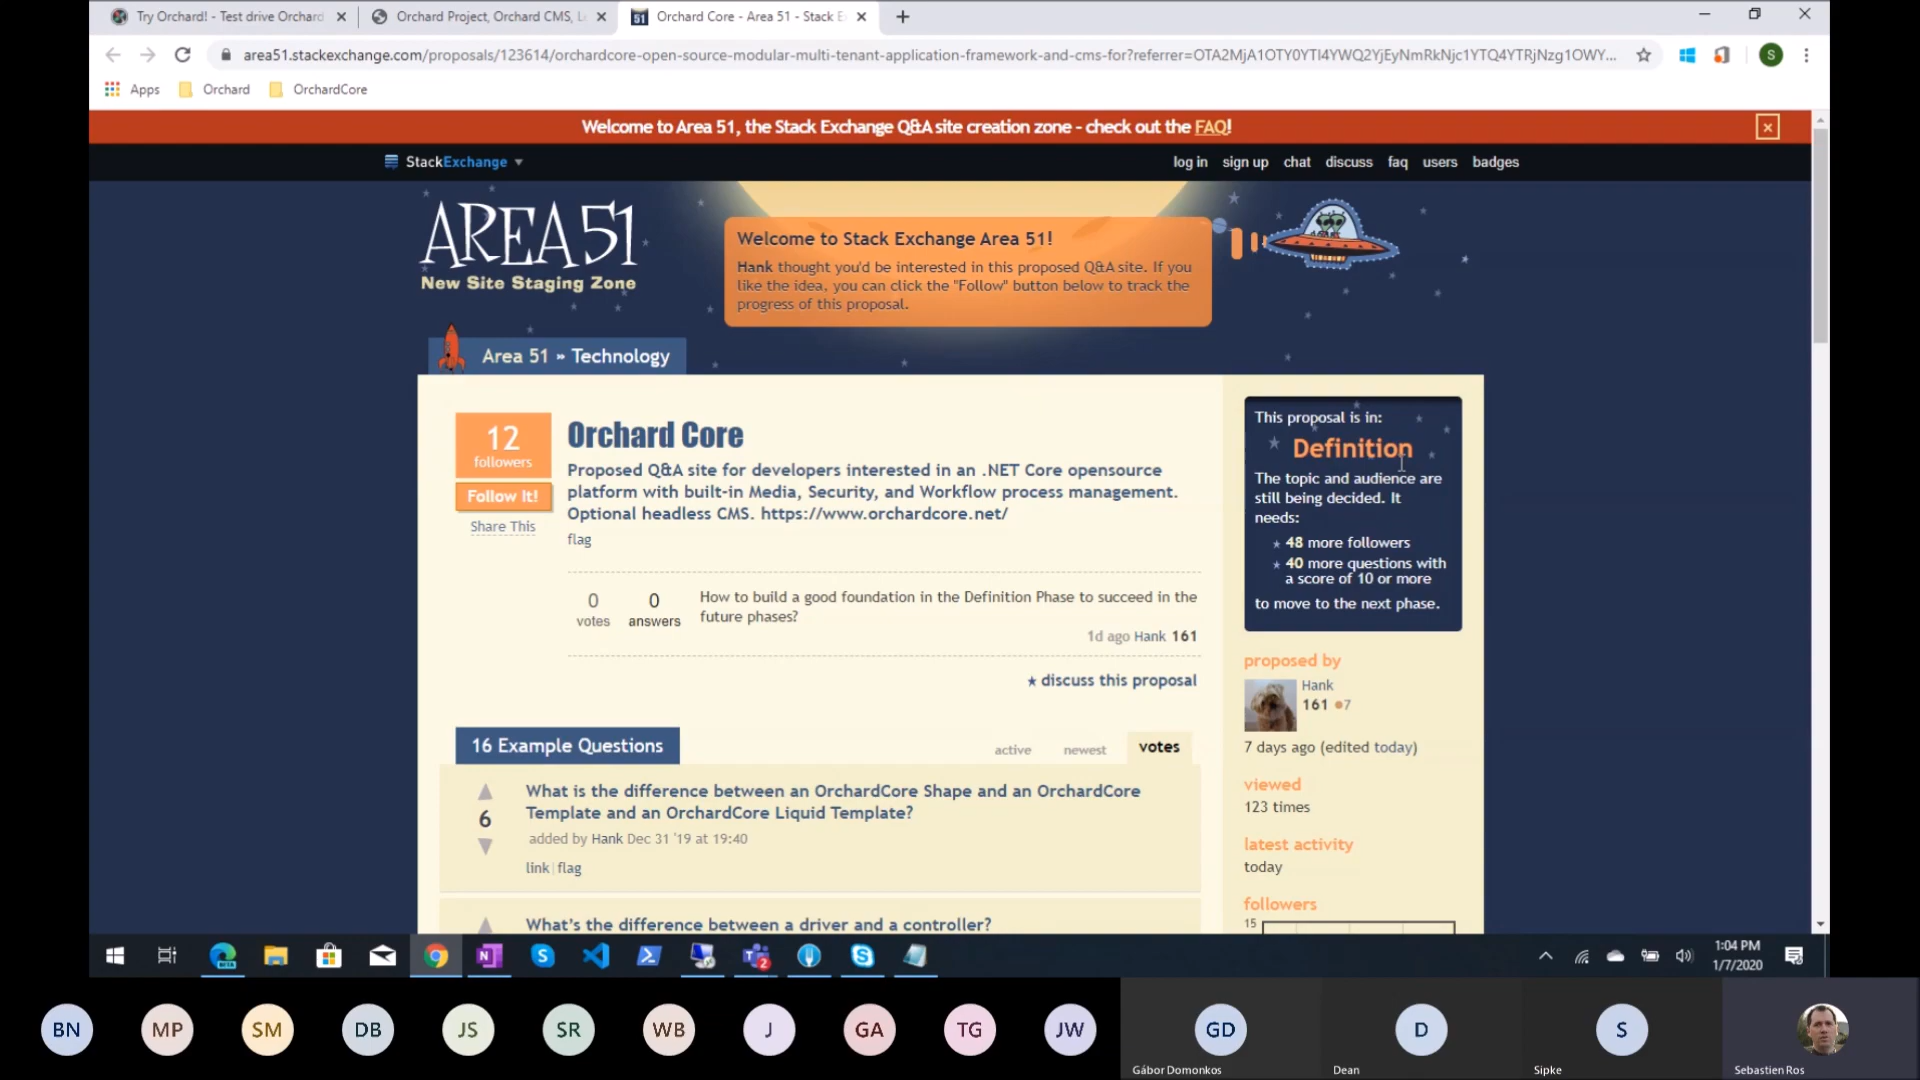 Try Orchard! - Test drive Orchard
Orchard Project, Orchard CMS, L
Orchard Core - Area 51 - Stack E
area51.stackexchange.com/proposals/123614/orchardcore-open-source-modular-multi-tenant-application-framework-and-cms-for?referrer=OTA2MjA1OTY0YTI4YWQ2YjEyNmRkNjc1YTQ4YTRjNzg1OWY...
S
Apps
Orchard
OrchardCore
Welcome to Area 51, the Stack Exchange Q&A site creation zone - check out the FAQ!
StackExchange
log in
sign up
chat
discuss
faq
users
badges
AREA51
New Site Staging Zone
Welcome to Stack Exchange Area 51!
Hank thought you'd be interested in this proposed Q&A site. If you
like the idea, you can click the "Follow" button below to track the
progress of this proposal.
Area 51 » Technology
12
followers
Follow It!
Share This
Orchard Core
Proposed Q&A site for developers interested in an .NET Core opensource
platform with built-in Media, Security, and Workflow process management.
Optional headless CMS. https://www.orchardcore.net/
flag
0
votes
0
answers
How to build a good foundation in the Definition Phase to succeed in the
future phases?
1d ago Hank 161
discuss this proposal
16 Example Questions
active
newest
votes
6
What is the difference between an OrchardCore Shape and an OrchardCore
Template and an OrchardCore Liquid Template?
added by Hank Dec 31 '19 at 19:40
link | flag
What's the difference between a driver and a controller?
This proposal is in:
Definition
The topic and audience are
still being decided. It
needs:
48 more followers
40 more questions with
a score of 10 or more
to move to the next phase.
proposed by
Hank
161 ●7
7 days ago (edited today)
viewed
123 times
latest activity
today
followers
15
1:04 PM
1/7/2020
BN
MP
SM
DB
JS
SR
WB
J
GA
TG
JW
GD
D
S
Gábor Domonkos
Dean
Sipke
Sebastien Ros